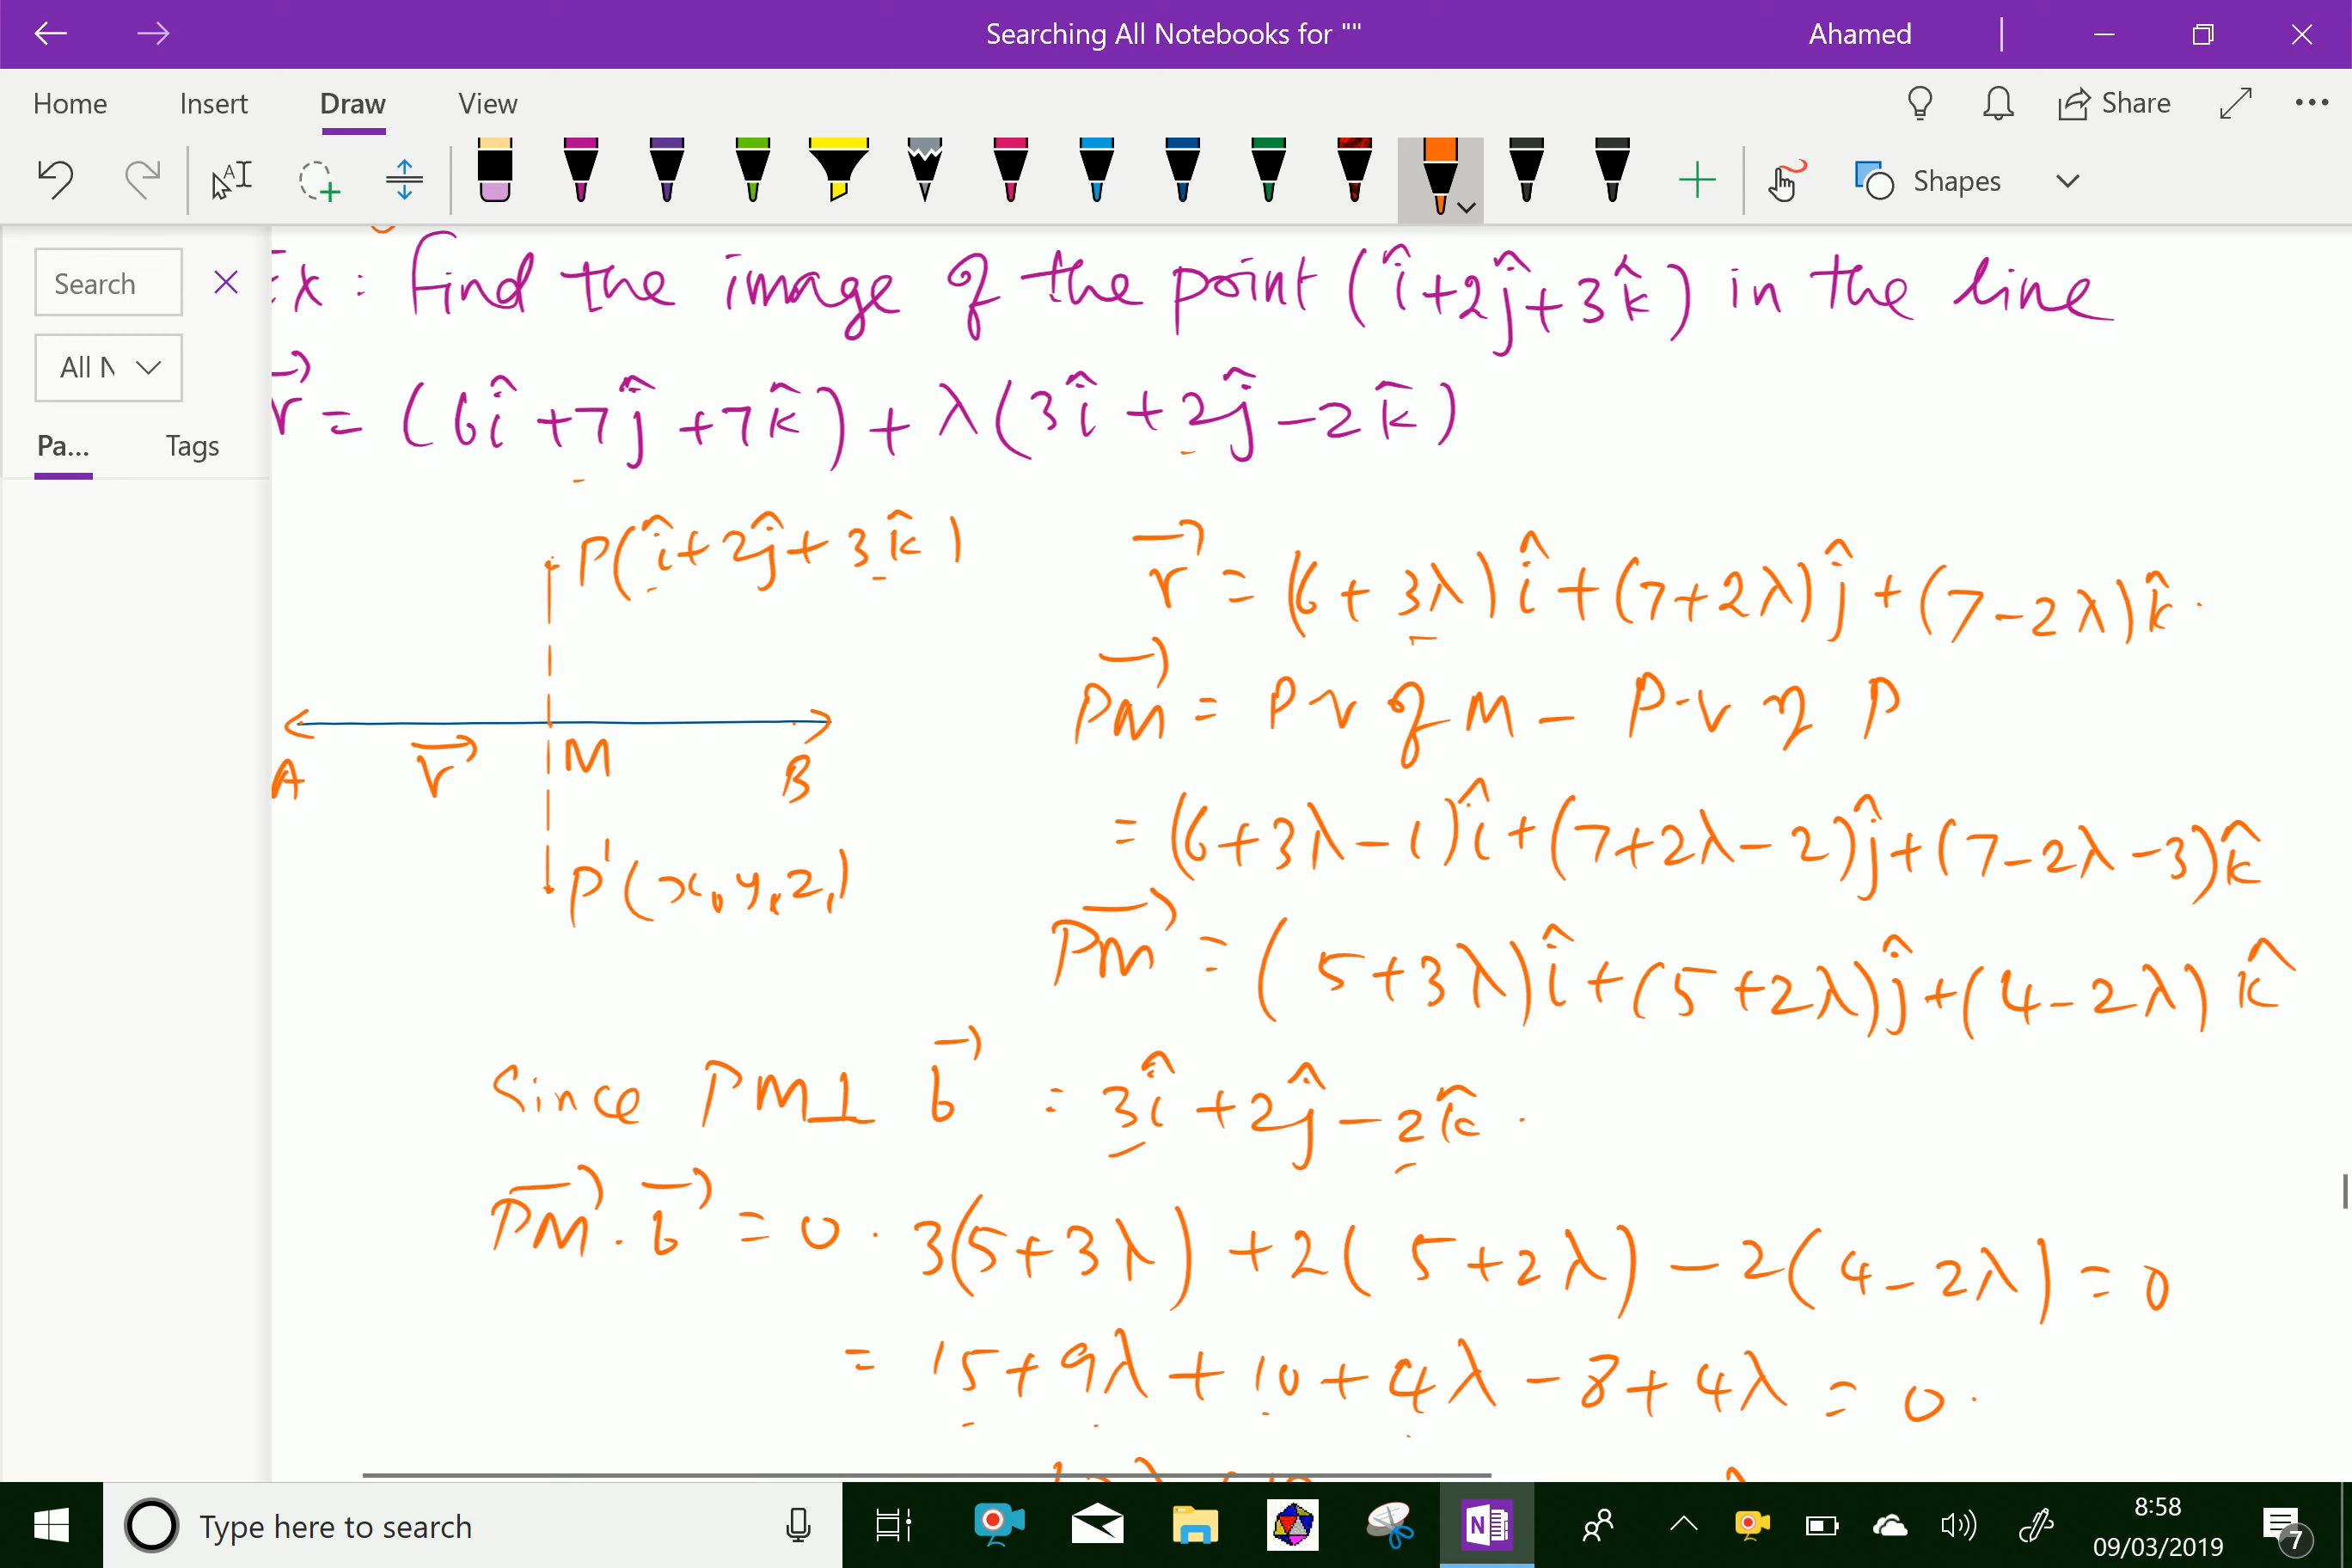 Searching All Notebooks for ""
Ahamed
Home Insert Draw View
Share
Shapes
Search
All N
Pa... Tags
Ex : Find the image of the point (î+2ĵ+3k̂) in the line
r⃗ = (6î+7ĵ+7k̂)+λ(3î+2ĵ-2k̂)
P(î+2ĵ+3k̂)
A r⃗ M B
P'(x₁,y₁,z₁)
r⃗ = (6+3λ)î+(7+2λ)ĵ+(7-2λ)k̂.
PM⃗ = P.v of M - P.v of P
= (6+3λ-1)î+(7+2λ-2)ĵ+(7-2λ-3)k̂
PM⃗ = (5+3λ)î+(5+2λ)ĵ+(4-2λ)k̂
Since PM⊥ b⃗ = 3î+2ĵ-2k̂.
PM⃗.b⃗ = 0. 3(5+3λ)+2(5+2λ)-2(4-2λ)=0
= 15+9λ+10+4λ-8+4λ=0.
Type here to search
8:58
09/03/2019
7